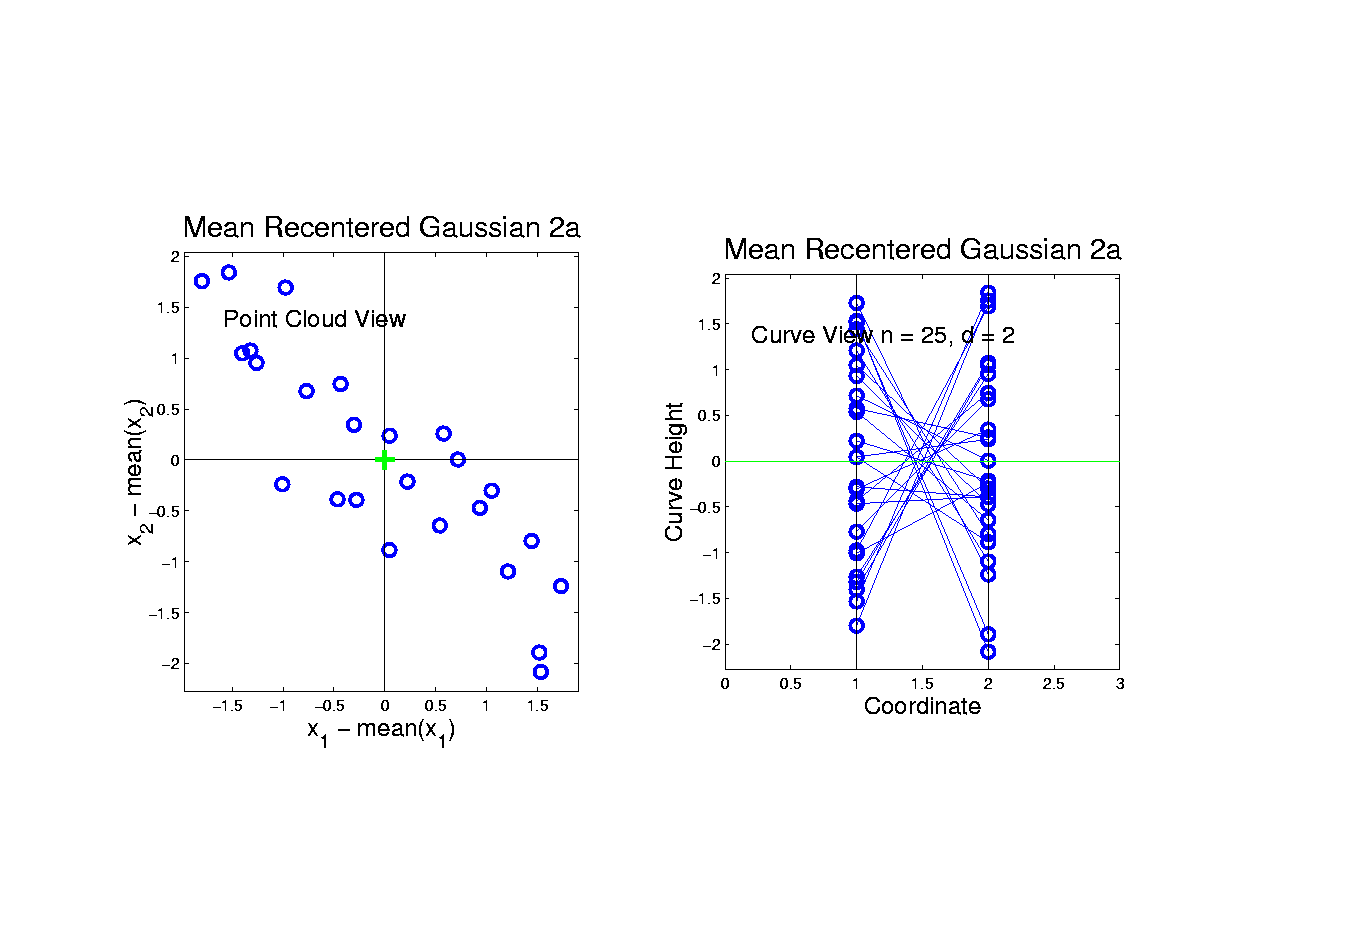 Mean Recentered Gaussian 2a
2
1.5
1
0.5
0
−0.5
−1
−1.5
−2
Point Cloud View
x2 − mean(x2)
−1.5 −1 −0.5 0 0.5 1 1.5
x1 − mean(x1)
Mean Recentered Gaussian 2a
2
1.5
1
0.5
0
−0.5
−1
−1.5
−2
Curve View n = 25, d = 2
Curve Height
0 0.5 1 1.5 2 2.5 3
Coordinate